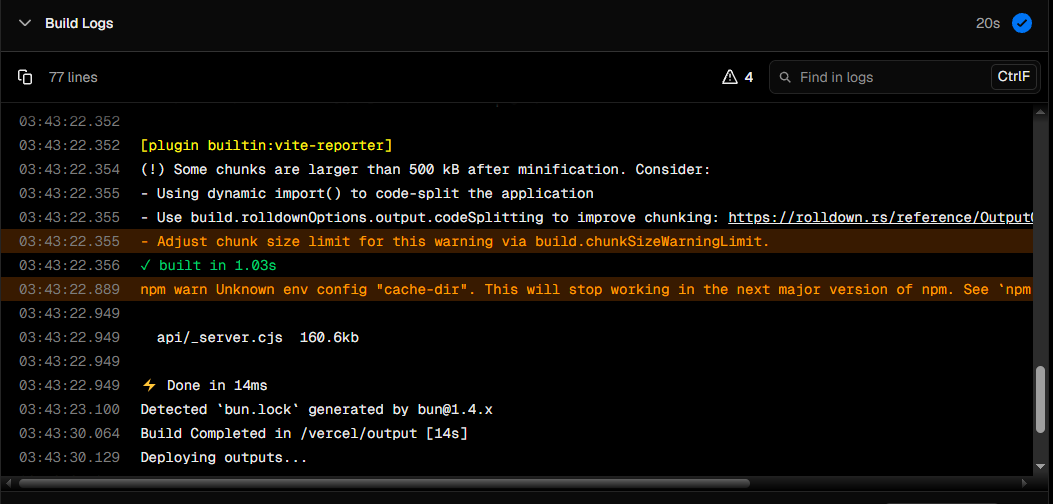 Build Logs 20s
77 lines 4 Find in logs CtrlF
03:43:22.352
03:43:22.352 [plugin builtin:vite-reporter]
03:43:22.354 (!) Some chunks are larger than 500 kB after minification. Consider:
03:43:22.355 - Using dynamic import() to code-split the application
03:43:22.355 - Use build.rolldownOptions.output.codeSplitting to improve chunking: https://rolldown.rs/reference/Output
03:43:22.355 - Adjust chunk size limit for this warning via build.chunkSizeWarningLimit.
03:43:22.356 ✓ built in 1.03s
03:43:22.889 npm warn Unknown env config "cache-dir". This will stop working in the next major version of npm. See `npm
03:43:22.949
03:43:22.949 api/_server.cjs 160.6kb
03:43:22.949
03:43:22.949 ⚡ Done in 14ms
03:43:23.100 Detected `bun.lock` generated by bun@1.4.x
03:43:30.064 Build Completed in /vercel/output [14s]
03:43:30.129 Deploying outputs...